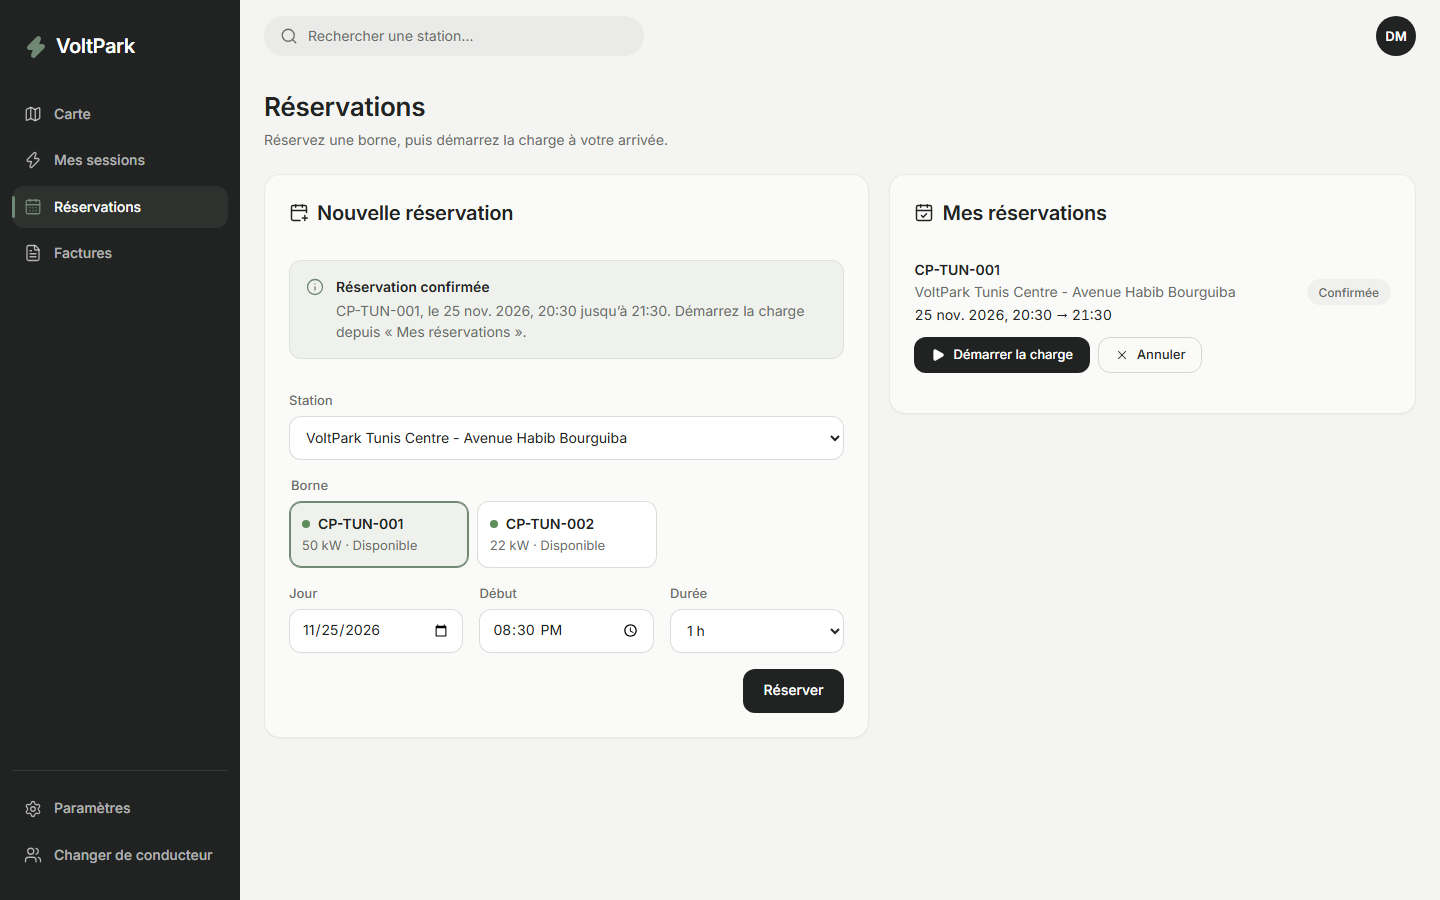 VoltPark
Carte
Mes sessions
Réservations
Factures
Paramètres
Changer de conducteur
Rechercher une station...
DM
Réservations
Réservez une borne, puis démarrez la charge à votre arrivée.
Nouvelle réservation
Réservation confirmée
CP-TUN-001, le 25 nov. 2026, 20:30 jusqu'à 21:30. Démarrez la charge
depuis « Mes réservations ».
Station
VoltPark Tunis Centre - Avenue Habib Bourguiba
Borne
CP-TUN-001
50 kW · Disponible
CP-TUN-002
22 kW · Disponible
Jour
Début
Durée
11/25/2026
08:30 PM
1 h
Réserver
Mes réservations
CP-TUN-001
VoltPark Tunis Centre - Avenue Habib Bourguiba
25 nov. 2026, 20:30 → 21:30
Confirmée
Démarrer la charge
Annuler